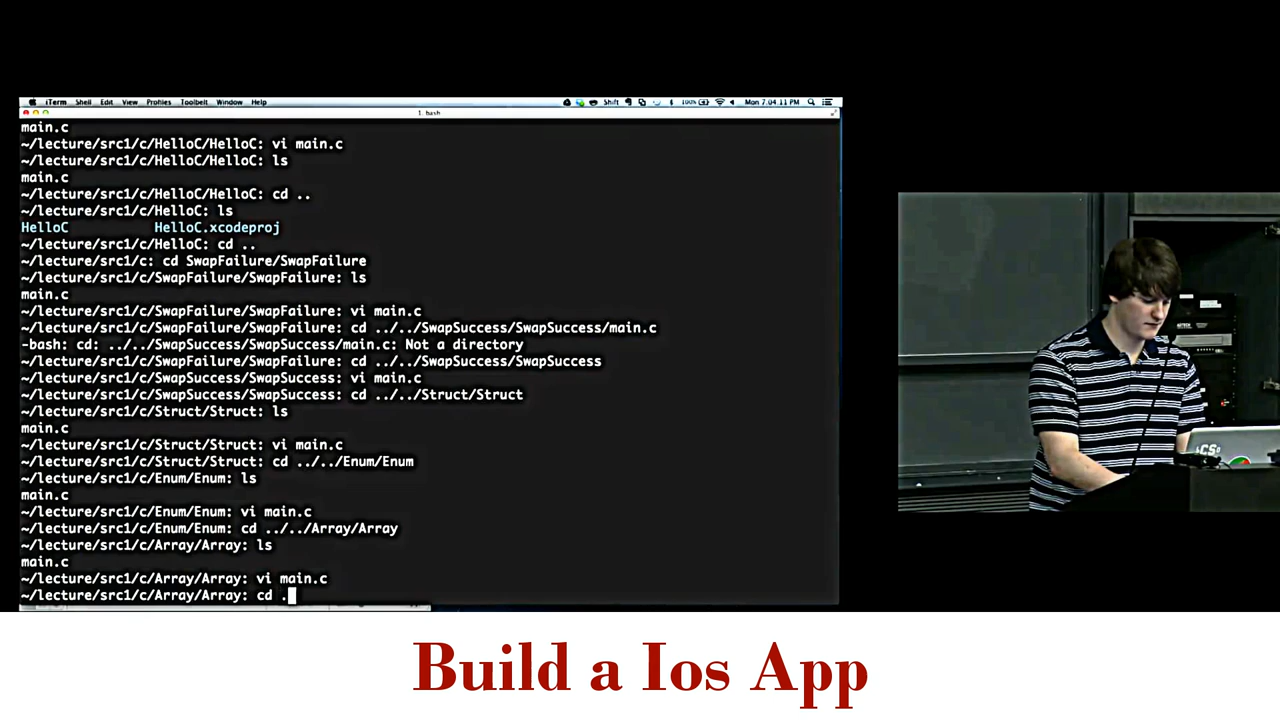 iTerm Shell Edit View Profiles Toolbelt Window Help Shift 100% Mon 7.04.11 PM
1. bash
main.c
~/lecture/src1/c/HelloC/HelloC: vi main.c
~/lecture/src1/c/HelloC/HelloC: ls
main.c
~/lecture/src1/c/HelloC/HelloC: cd ..
~/lecture/src1/c/HelloC: ls
HelloC HelloC.xcodeproj
~/lecture/src1/c/HelloC: cd ..
~/lecture/src1/c: cd SwapFailure/SwapFailure
~/lecture/src1/c/SwapFailure/SwapFailure: ls
main.c
~/lecture/src1/c/SwapFailure/SwapFailure: vi main.c
~/lecture/src1/c/SwapFailure/SwapFailure: cd ../../SwapSuccess/SwapSuccess/main.c
-bash: cd: ../../SwapSuccess/SwapSuccess/main.c: Not a directory
~/lecture/src1/c/SwapFailure/SwapFailure: cd ../../SwapSuccess/SwapSuccess
~/lecture/src1/c/SwapSuccess/SwapSuccess: vi main.c
~/lecture/src1/c/SwapSuccess/SwapSuccess: cd ../../Struct/Struct
~/lecture/src1/c/Struct/Struct: ls
main.c
~/lecture/src1/c/Struct/Struct: vi main.c
~/lecture/src1/c/Struct/Struct: cd ../../Enum/Enum
~/lecture/src1/c/Enum/Enum: ls
main.c
~/lecture/src1/c/Enum/Enum: vi main.c
~/lecture/src1/c/Enum/Enum: cd ../../Array/Array
~/lecture/src1/c/Array/Array: ls
main.c
~/lecture/src1/c/Array/Array: vi main.c
~/lecture/src1/c/Array/Array: cd .
Build a Ios App